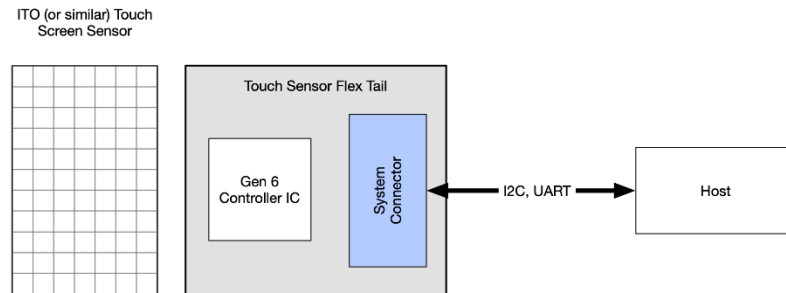 ITO (or similar) Touch
Screen Sensor
Touch Sensor Flex Tail
Gen 6
Controller IC
System
Connector
I2C, UART
Host